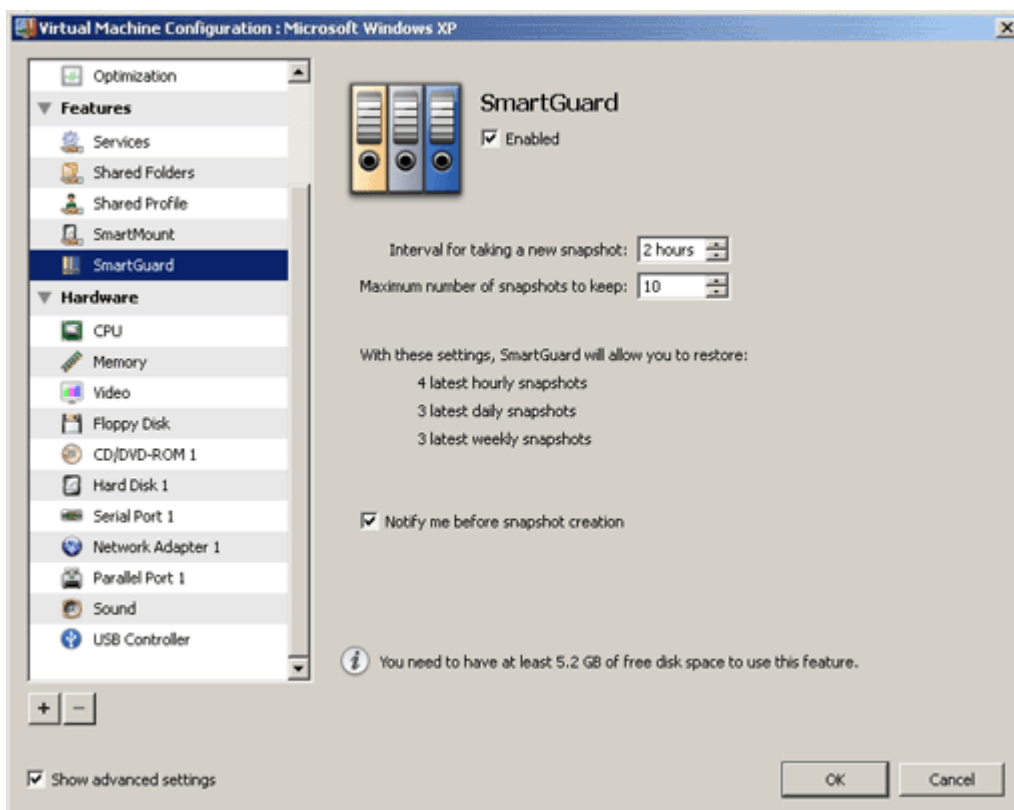 Virtual Machine Configuration : Microsoft Windows XP
Optimization
Features
Services
Shared Folders
Shared Profile
SmartMount
SmartGuard
Hardware
CPU
Memory
Video
Floppy Disk
CD/DVD-ROM 1
Hard Disk 1
Serial Port 1
Network Adapter 1
Parallel Port 1
Sound
USB Controller
SmartGuard
Enabled
Interval for taking a new snapshot: 2 hours
Maximum number of snapshots to keep: 10
With these settings, SmartGuard will allow you to restore:
4 latest hourly snapshots
3 latest daily snapshots
3 latest weekly snapshots
Notify me before snapshot creation
You need to have at least 5.2 GB of free disk space to use this feature.
Show advanced settings
OK
Cancel